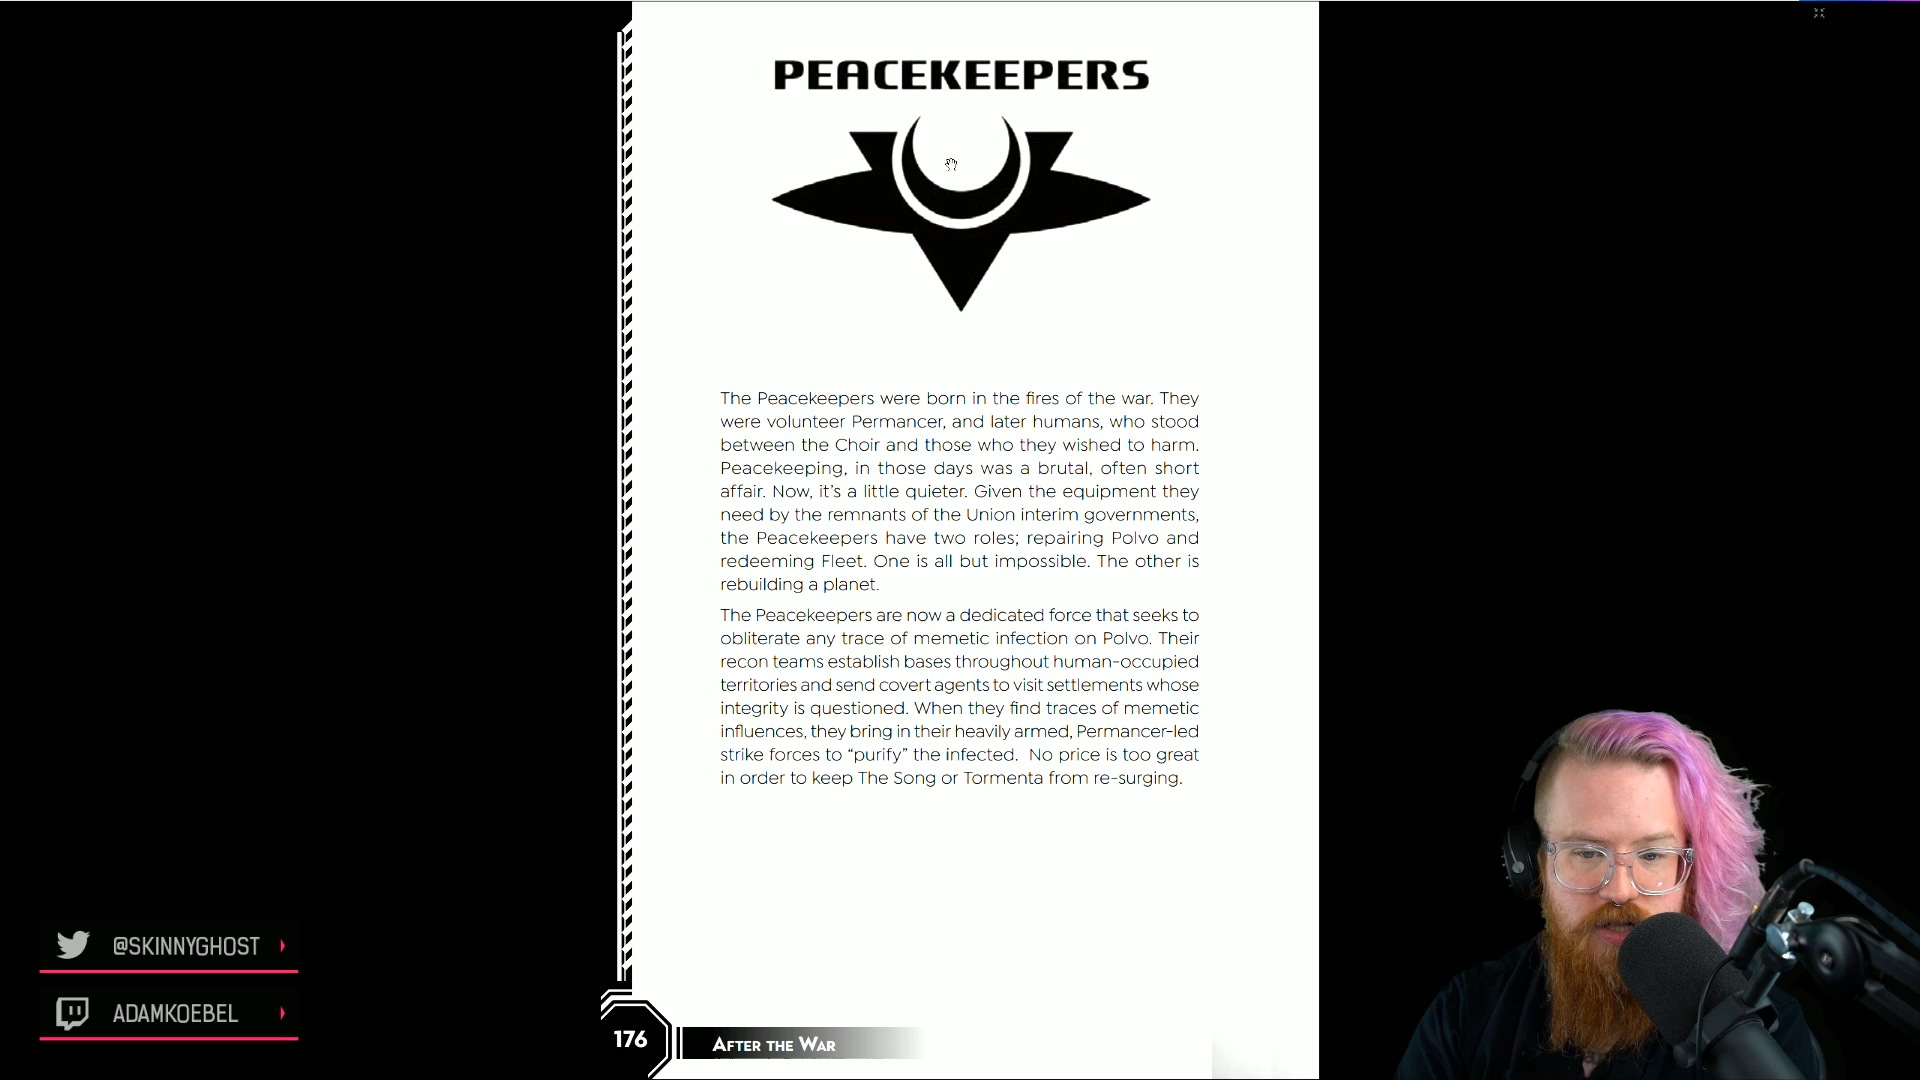 PEACEKEEPERS
The Peacekeepers were born in the fires of the war. They
were volunteer Permancer, and later humans, who stood
between the Choir and those who they wished to harm.
Peacekeeping, in those days was a brutal, often short
affair. Now, it's a little quieter. Given the equipment they
need by the remnants of the Union interim governments,
the Peacekeepers have two roles; repairing Polvo and
redeeming Fleet. One is all but impossible. The other is
rebuilding a planet.
The Peacekeepers are now a dedicated force that seeks to
obliterate any trace of memetic infection on Polvo. Their
recon teams establish bases throughout human-occupied
territories and send covert agents to visit settlements whose
integrity is questioned. When they find traces of memetic
influences, they bring in their heavily armed, Permancer-led
strike forces to “purify” the infected.  No price is too great
in order to keep The Song or Tormenta from re-surging.
@SKINNYGHOST
ADAMKOEBEL
176
AFTER THE WAR